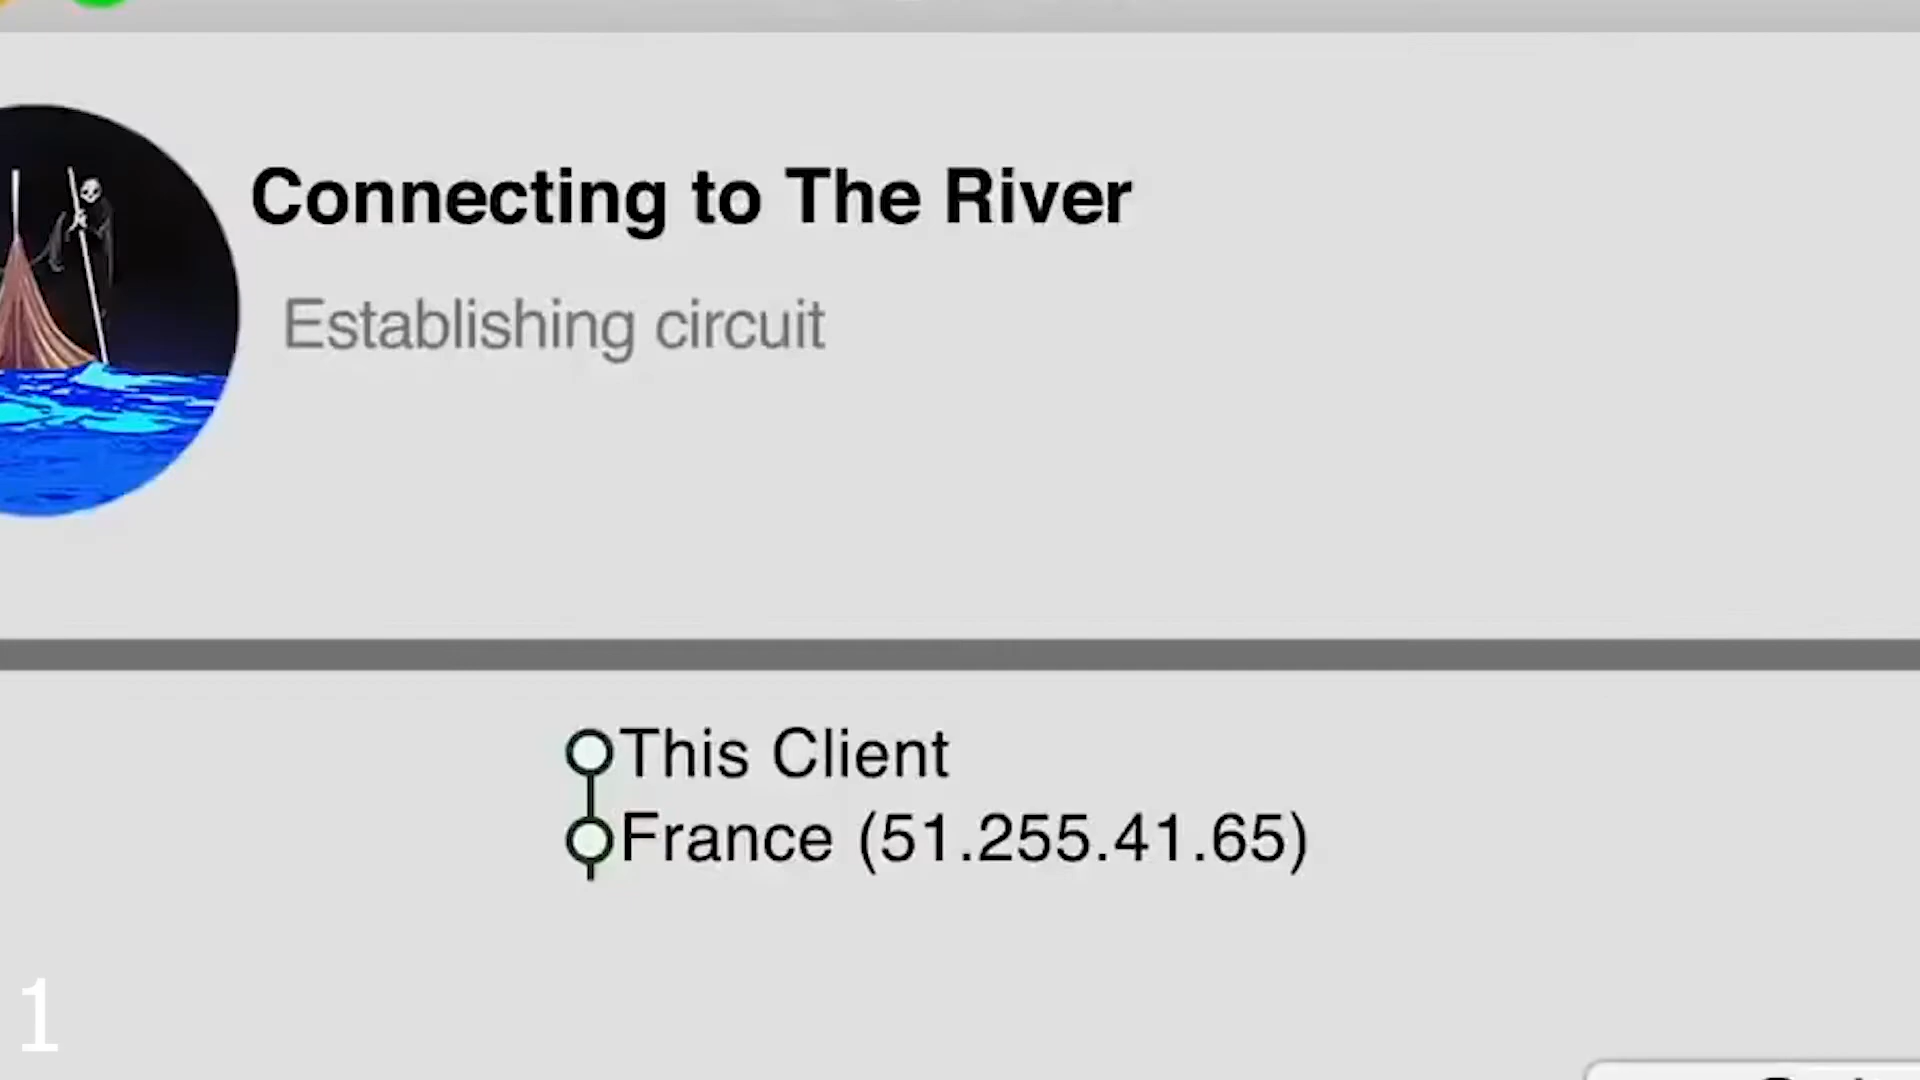 Connecting to The River
Establishing circuit
This Client
France (51.255.41.65)
1